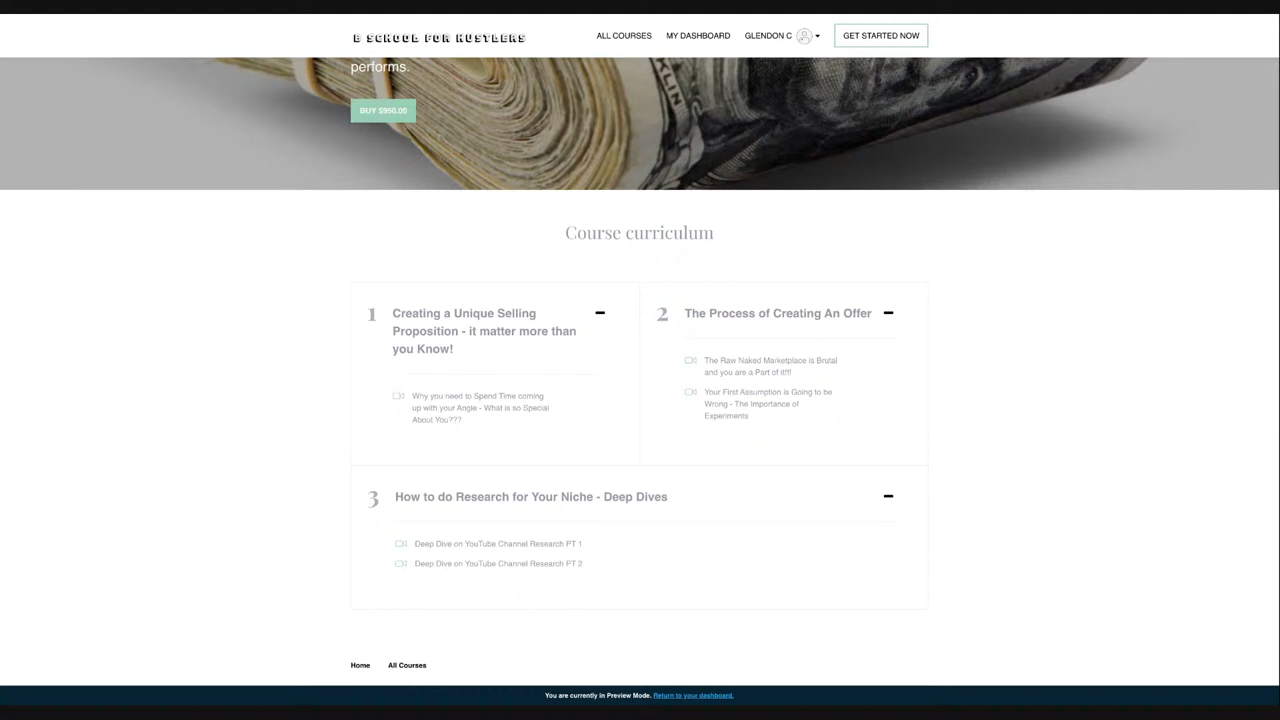 B SCHOOL FOR HUSTLERS
ALL COURSES
MY DASHBOARD
GLENDON C
GET STARTED NOW
performs.
BUY $950.00
KLIN
Course curriculum
1
Creating a Unique Selling
Proposition - it matter more than
you Know!
Why you need to Spend Time coming
up with your Angle - What is so Special
About You???
2
The Process of Creating An Offer
The Raw Naked Marketplace is Brutal
and you are a Part of it!!!!
Your First Assumption is Going to be
Wrong - The Importance of
Experiments
3
How to do Research for Your Niche - Deep Dives
Deep Dive on YouTube Channel Research PT 1
Deep Dive on YouTube Channel Research PT 2
Home
All Courses
You are currently in Preview Mode. Return to your dashboard.